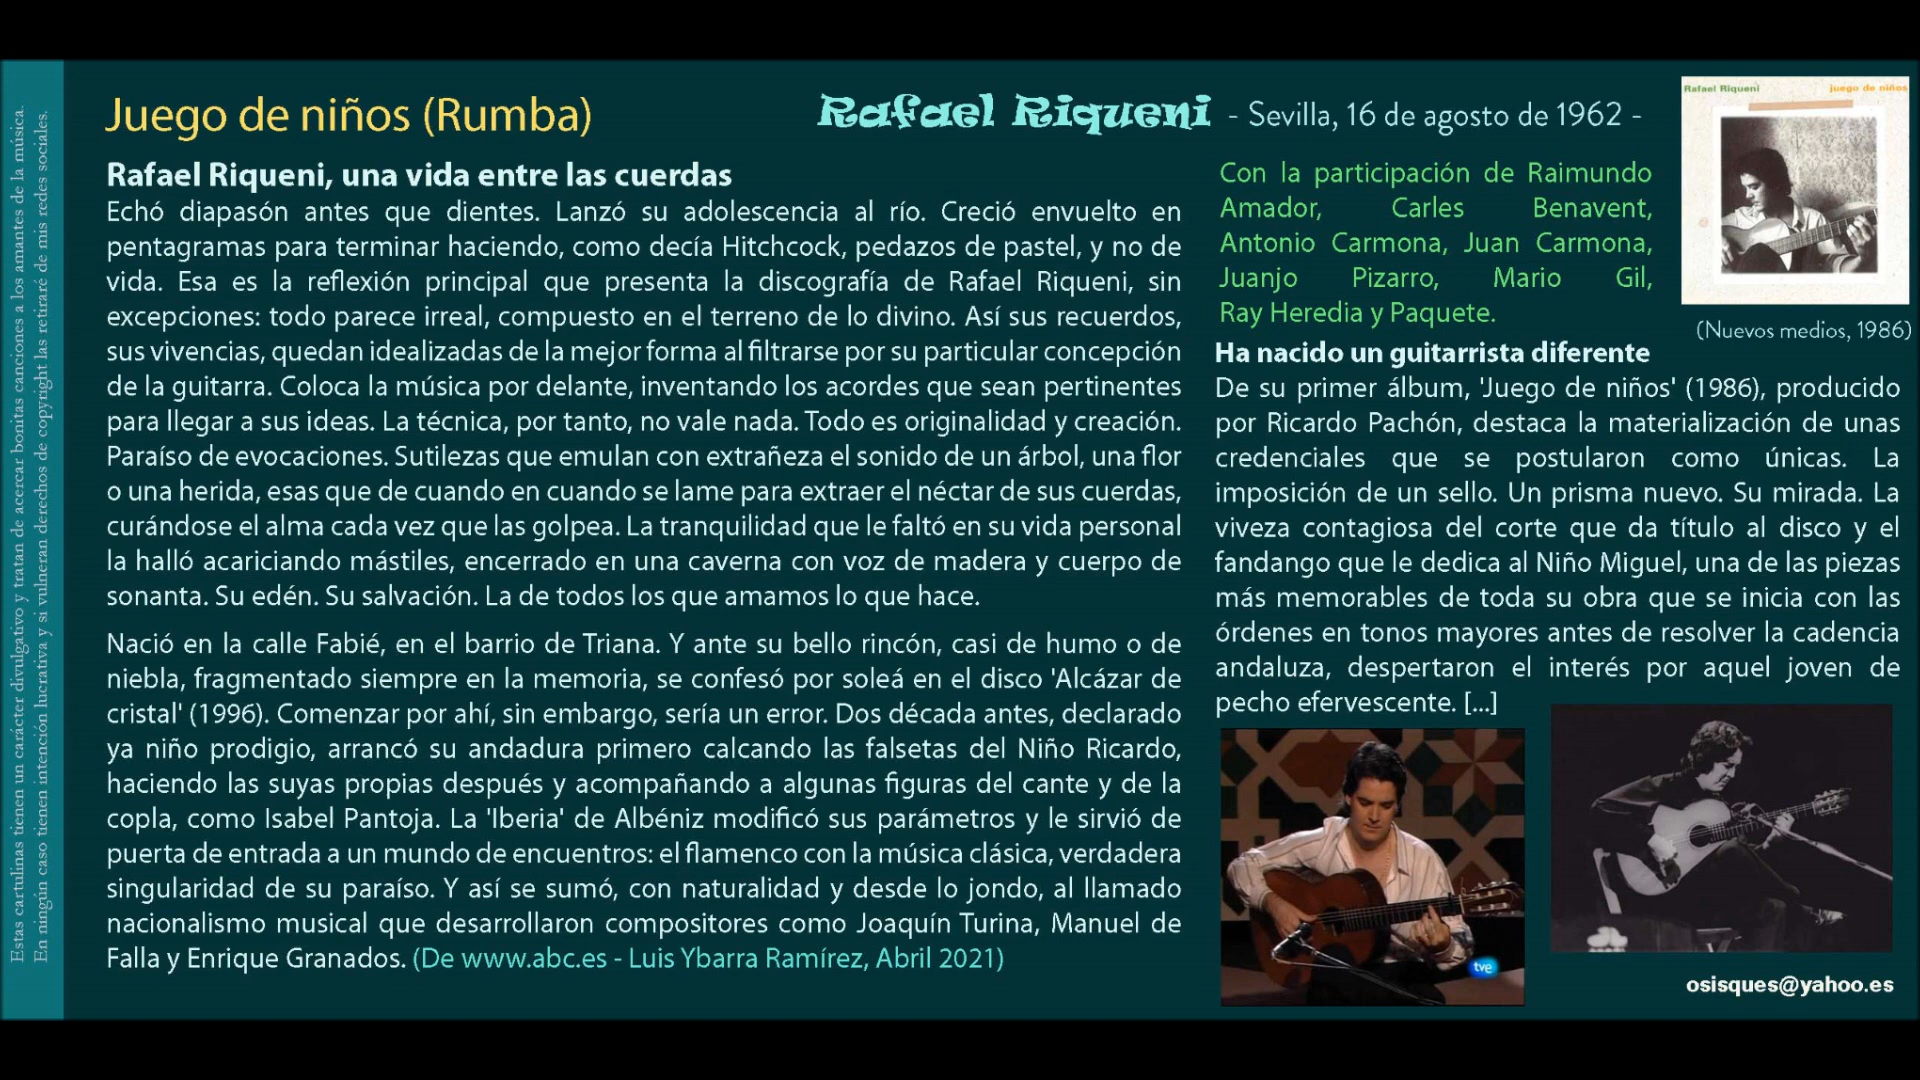 Estas cartulinas tienen un carácter divulgativo y tratan de acercar bonitas canciones a los amantes de la música.
En ningún caso tienen intención lucrativa y si vulneran derechos de copyright las retiraré de mis redes sociales.
Juego de niños (Rumba)
Rafael Riqueni - Sevilla, 16 de agosto de 1962 -
Rafael Riqueni, una vida entre las cuerdas
Echó diapasón antes que dientes. Lanzó su adolescencia al río. Creció envuelto en
pentagramas para terminar haciendo, como decía Hitchcock, pedazos de pastel, y no de
vida. Esa es la reflexión principal que presenta la discografía de Rafael Riqueni, sin
excepciones: todo parece irreal, compuesto en el terreno de lo divino. Así sus recuerdos,
sus vivencias, quedan idealizadas de la mejor forma al filtrarse por su particular concepción
de la guitarra. Coloca la música por delante, inventando los acordes que sean pertinentes
para llegar a sus ideas. La técnica, por tanto, no vale nada. Todo es originalidad y creación.
Paraíso de evocaciones. Sutilezas que emulan con extrañeza el sonido de un árbol, una flor
o una herida, esas que de cuando en cuando se lame para extraer el néctar de sus cuerdas,
curándose el alma cada vez que las golpea. La tranquilidad que le faltó en su vida personal
la halló acariciando mástiles, encerrado en una caverna con voz de madera y cuerpo de
sonanta. Su edén. Su salvación. La de todos los que amamos lo que hace.
Nació en la calle Fabié, en el barrio de Triana. Y ante su bello rincón, casi de humo o de
niebla, fragmentado siempre en la memoria, se confesó por soleá en el disco 'Alcázar de
cristal' (1996). Comenzar por ahí, sin embargo, sería un error. Dos década antes, declarado
ya niño prodigio, arrancó su andadura primero calcando las falsetas del Niño Ricardo,
haciendo las suyas propias después y acompañando a algunas figuras del cante y de la
copla, como Isabel Pantoja. La 'Iberia' de Albéniz modificó sus parámetros y le sirvió de
puerta de entrada a un mundo de encuentros: el flamenco con la música clásica, verdadera
singularidad de su paraíso. Y así se sumó, con naturalidad y desde lo jondo, al llamado
nacionalismo musical que desarrollaron compositores como Joaquín Turina, Manuel de
Falla y Enrique Granados. (De www.abc.es - Luis Ybarra Ramírez, Abril 2021)
Con la participación de Raimundo
Amador, Carles Benavent,
Antonio Carmona, Juan Carmona,
Juanjo Pizarro, Mario Gil,
Ray Heredia y Paquete.
Rafael Riqueni juego de niños
(Nuevos medios, 1986)
Ha nacido un guitarrista diferente
De su primer álbum, 'Juego de niños' (1986), producido
por Ricardo Pachón, destaca la materialización de unas
credenciales que se postularon como únicas. La
imposición de un sello. Un prisma nuevo. Su mirada. La
viveza contagiosa del corte que da título al disco y el
fandango que le dedica al Niño Miguel, una de las piezas
más memorables de toda su obra que se inicia con las
órdenes en tonos mayores antes de resolver la cadencia
andaluza, despertaron el interés por aquel joven de
pecho efervescente. [...]
tve
osisques@yahoo.es